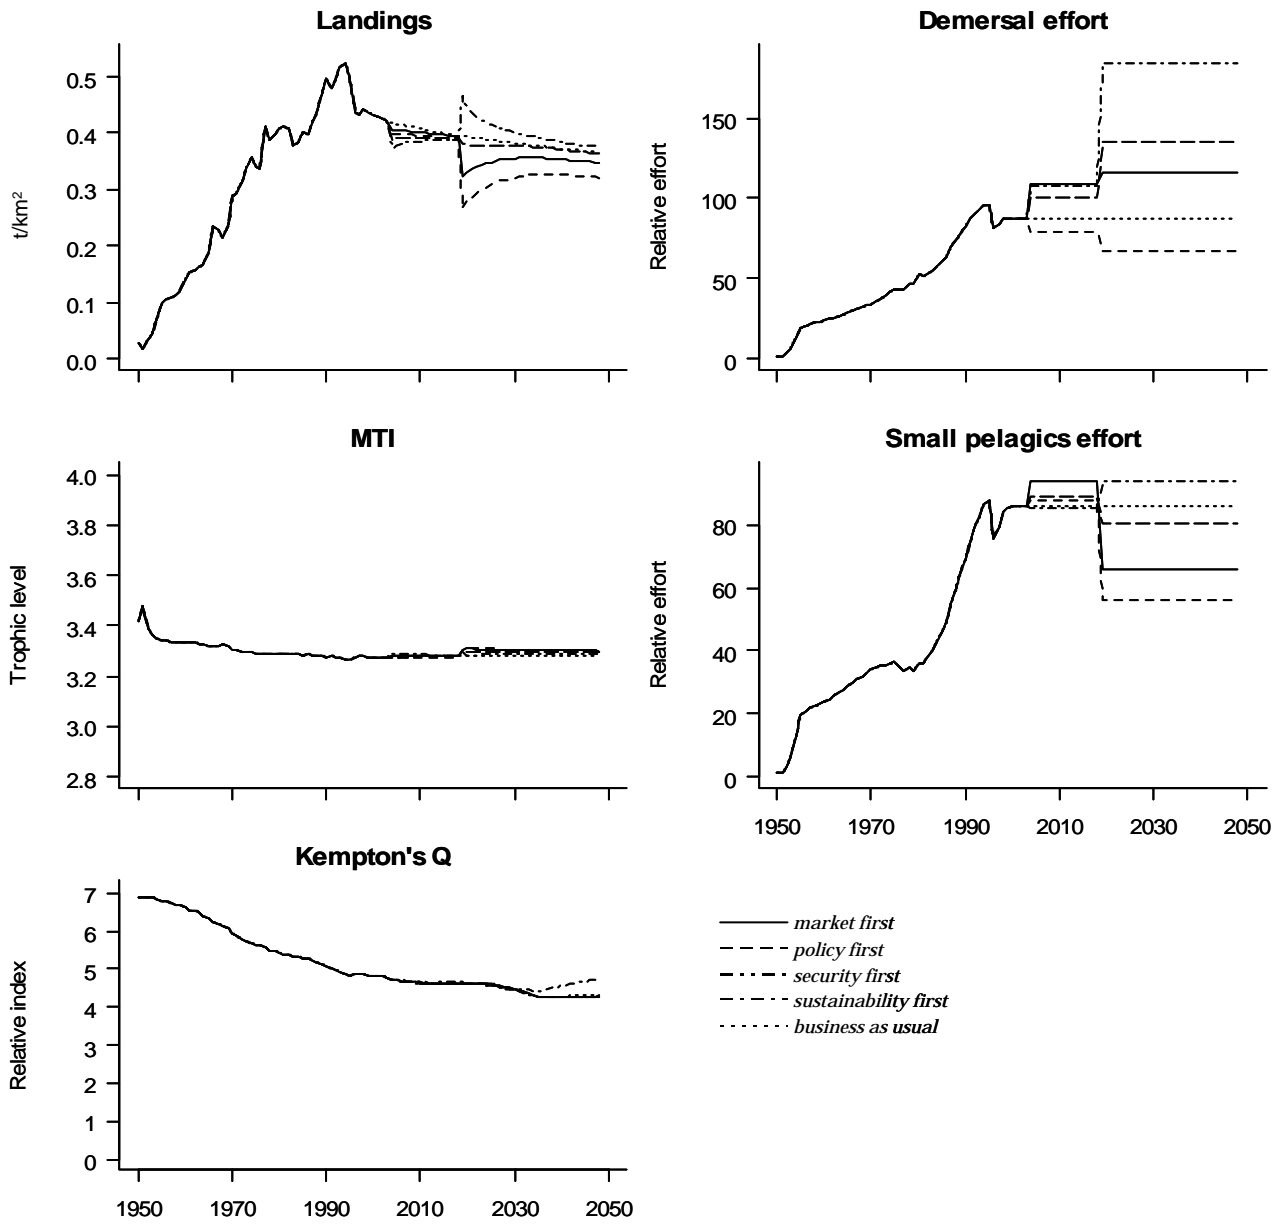 Landings
t/km²
0.5
0.4
0.3
0.2
0.1
0.0
Demersal effort
Relative effort
150
100
50
0
MTI
Trophic level
4.0
3.8
3.6
3.4
3.2
3.0
2.8
Small pelagics effort
Relative effort
80
60
40
20
0
1950 1970 1990 2010 2030 2050
Kempton's Q
Relative index
7
6
5
4
3
2
1
0
1950 1970 1990 2010 2030 2050
market first
policy first
security first
sustainability first
business as usual